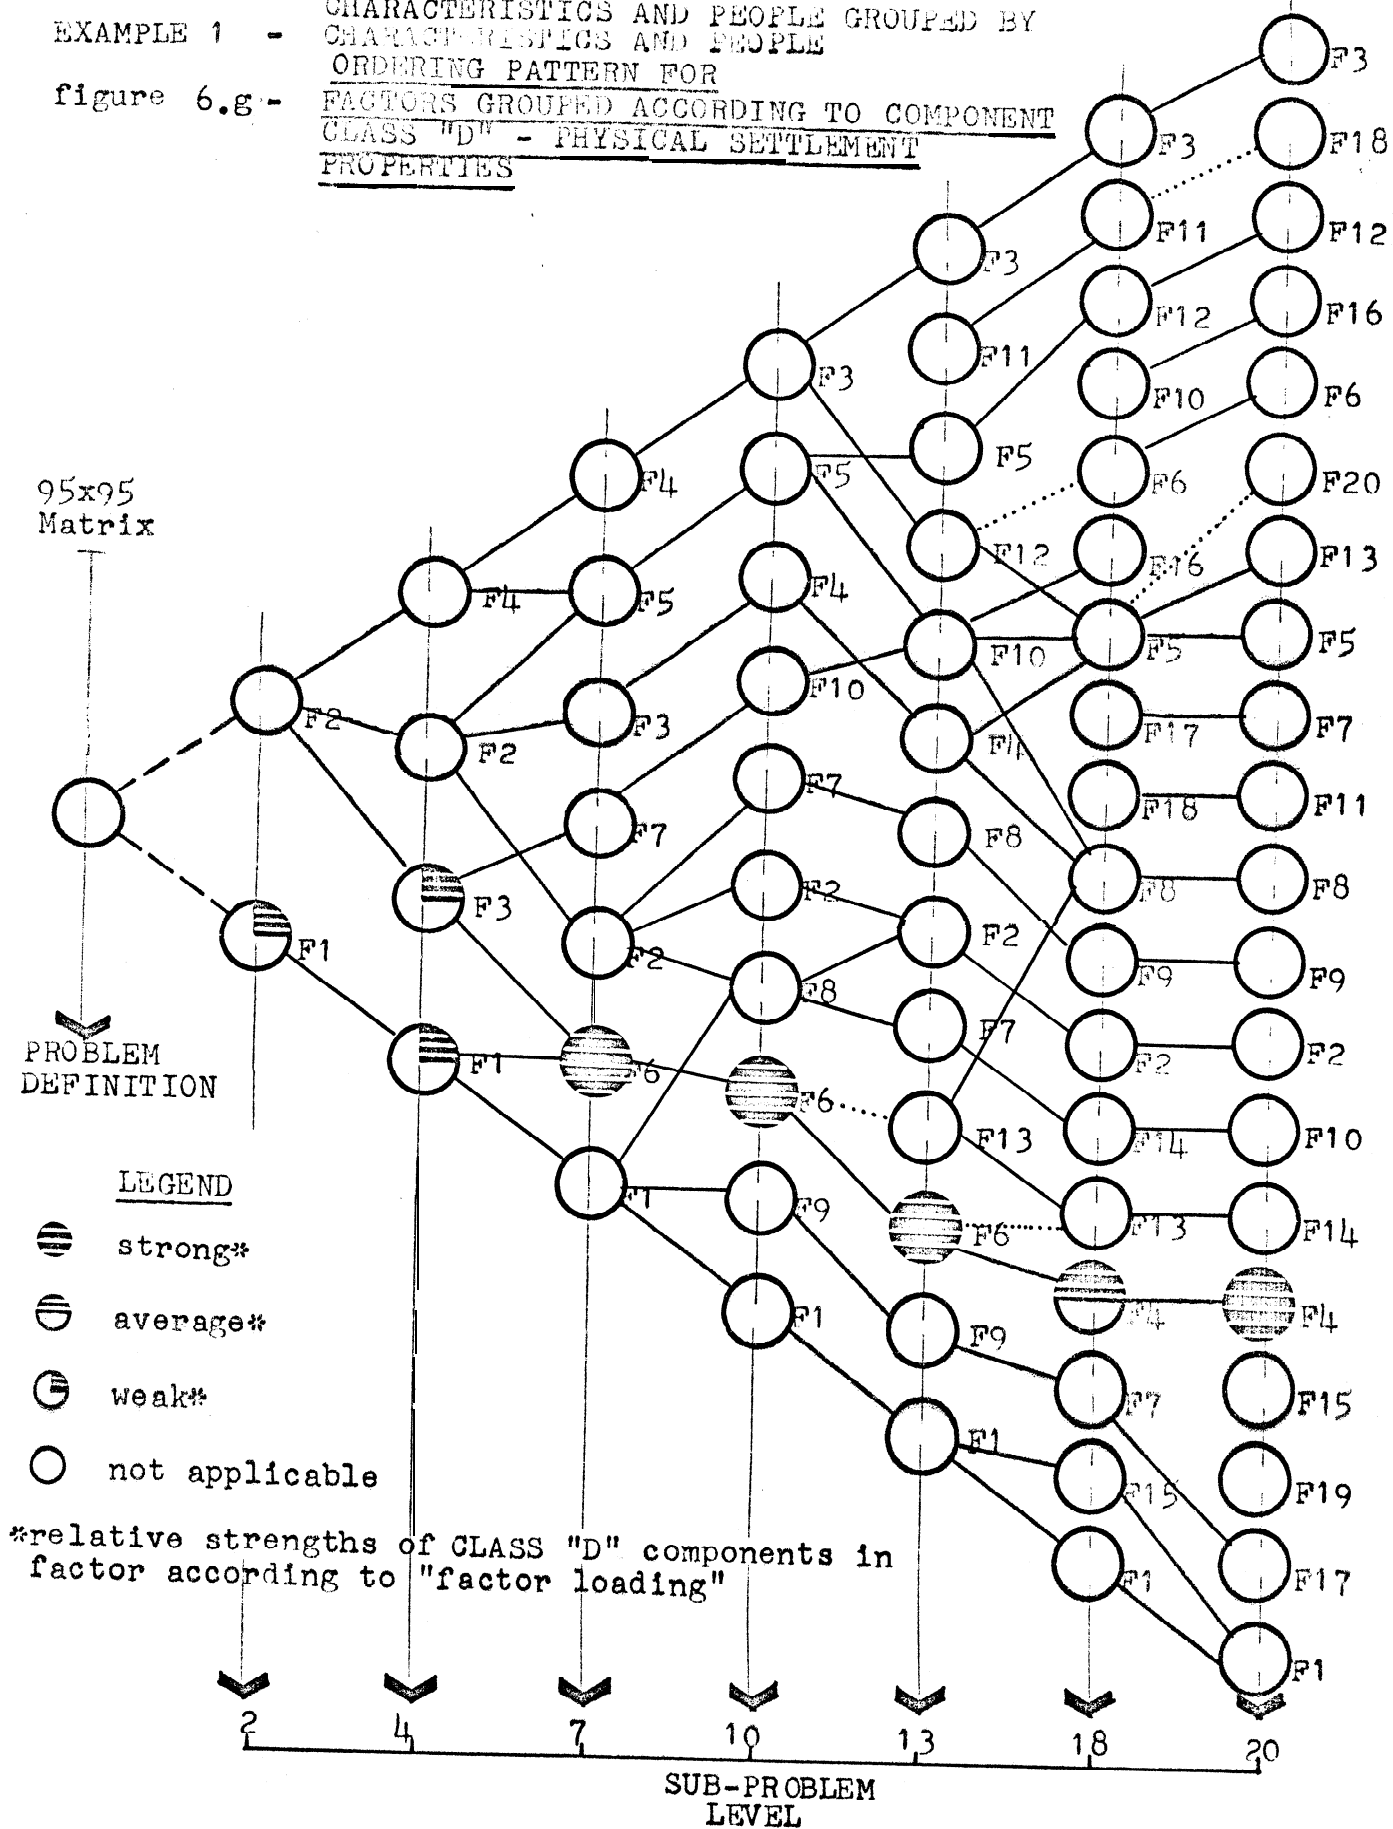 EXAMPLE 1 - CHARACTERISTICS AND PEOPLE GROUPED BY
CHARACTERISTICS AND PEOPLE
ORDERING PATTERN FOR
figure 6.g - FACTORS GROUPED ACCORDING TO COMPONENT
CLASS "D" - PHYSICAL SETTLEMENT
PROPERTIES
95x95
Matrix
PROBLEM
DEFINITION
F2
F1
F4
F2
F3
F1
F4
F5
F3
F7
F2
F6
F1
F3
F5
F4
F10
F7
F2
F8
F6
F9
F1
F3
F11
F5
F12
F10
F4
F8
F2
F7
F13
F6
F9
F1
F3
F11
F12
F10
F6
F16
F5
F17
F18
F8
F9
F2
F14
F13
F4
F7
F15
F1
F3
F18
F12
F16
F6
F20
F13
F5
F7
F11
F8
F9
F2
F10
F14
F4
F15
F19
F17
F1
LEGEND
strong*
average*
weak*
not applicable
*relative strengths of CLASS "D" components in
factor according to "factor loading"
2 4 7 10 13 18 20
SUB-PROBLEM
LEVEL